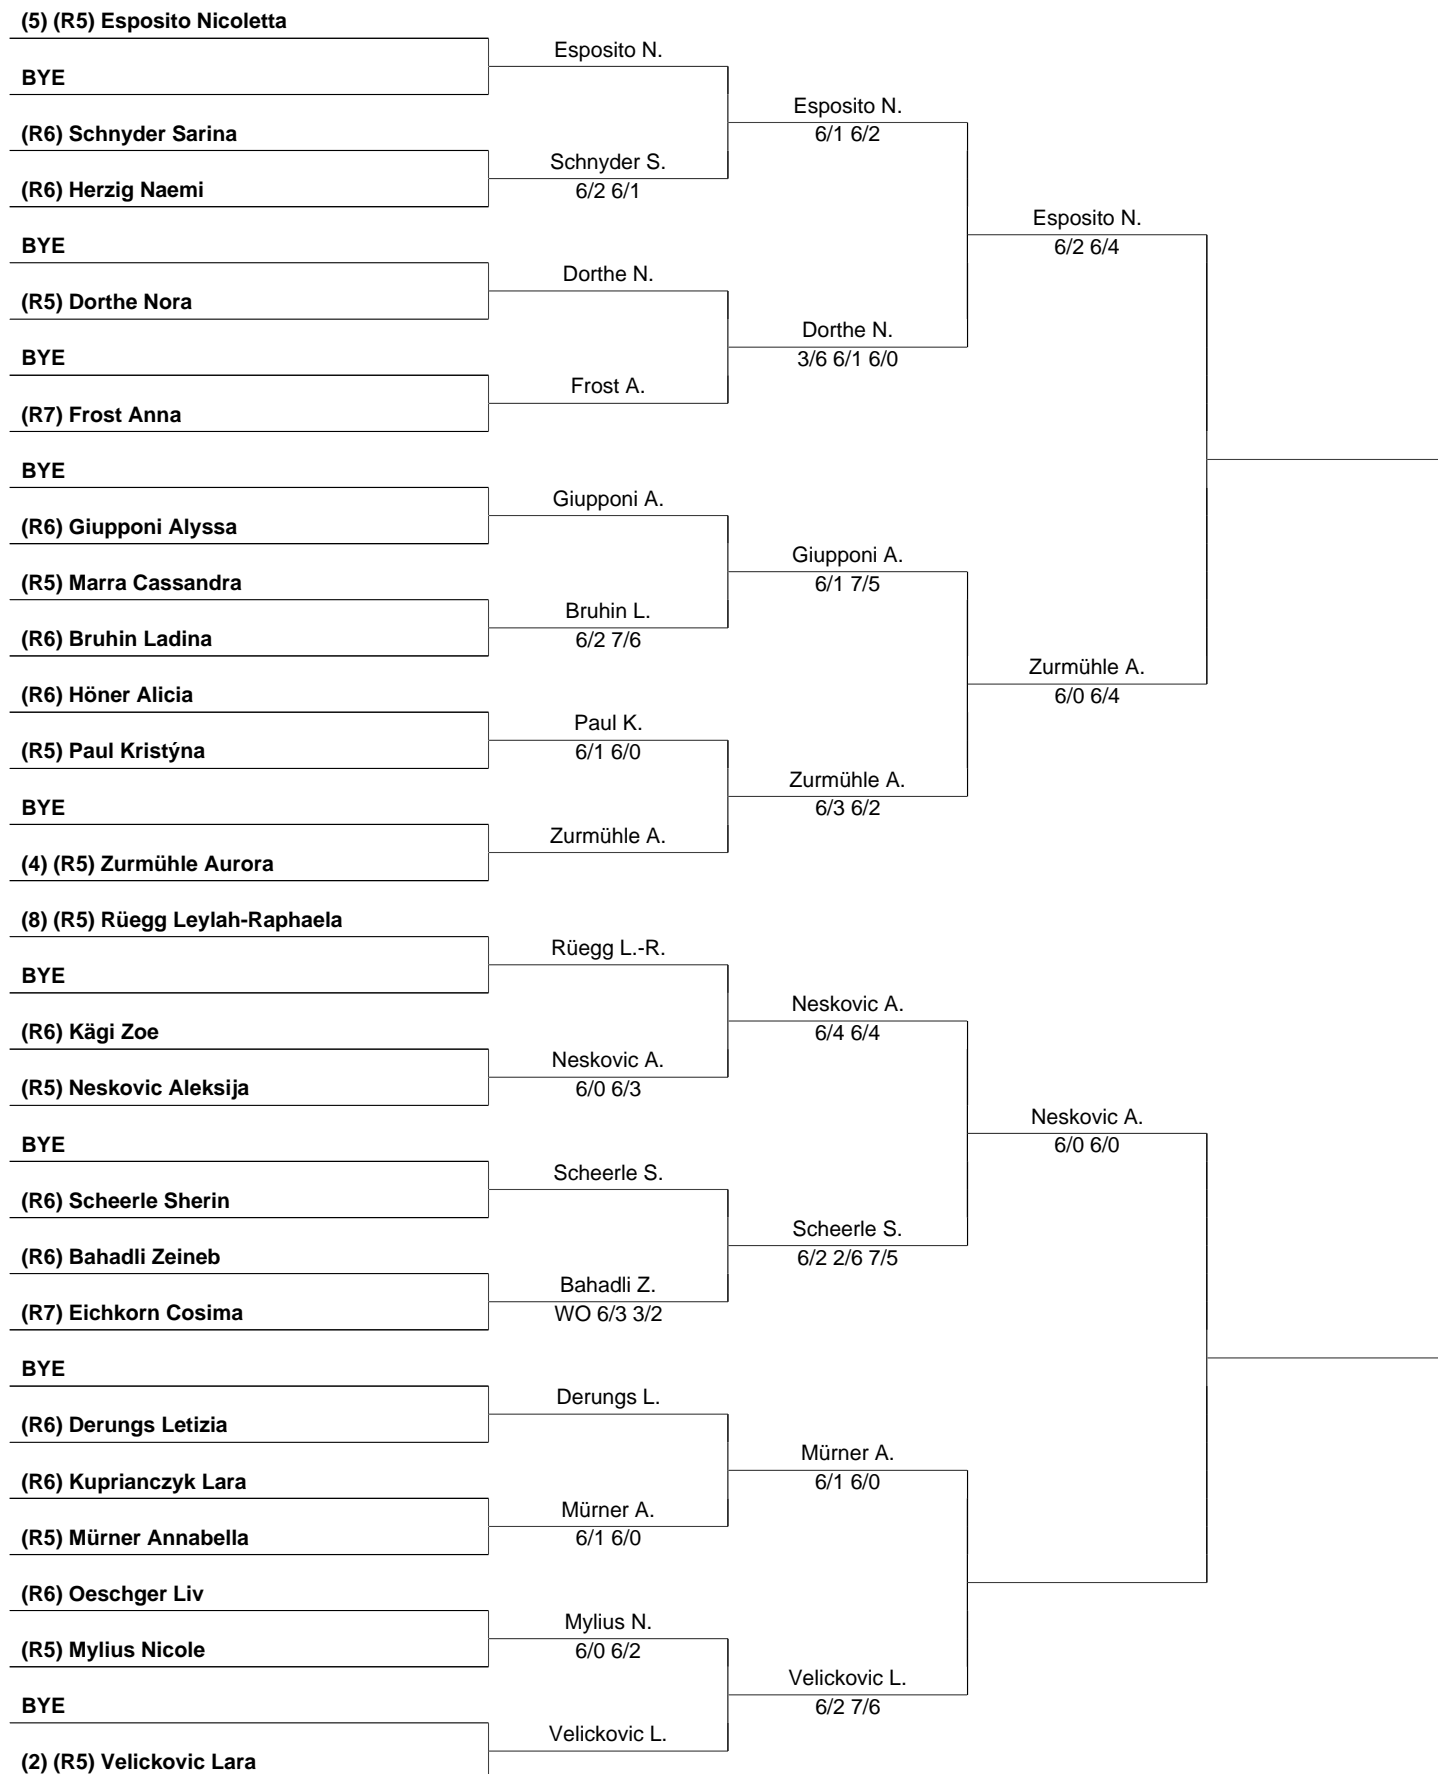 (5) (R5) Esposito Nicoletta
BYE
(R6) Schnyder Sarina
(R6) Herzig Naemi
BYE
(R5) Dorthe Nora
BYE
(R7) Frost Anna
BYE
(R6) Giupponi Alyssa
(R5) Marra Cassandra
(R6) Bruhin Ladina
(R6) Höner Alicia
(R5) Paul Kristýna
BYE
(4) (R5) Zurmühle Aurora
(8) (R5) Rüegg Leylah-Raphaela
BYE
(R6) Kägi Zoe
(R5) Neskovic Aleksija
BYE
(R6) Scheerle Sherin
(R6) Bahadli Zeineb
(R7) Eichkorn Cosima
BYE
(R6) Derungs Letizia
(R6) Kuprianczyk Lara
(R5) Mürner Annabella
(R6) Oeschger Liv
(R5) Mylius Nicole
BYE
(2) (R5) Velickovic Lara
Esposito N.
Schnyder S.
6/2 6/1
Dorthe N.
Frost A.
Giupponi A.
Bruhin L.
6/2 7/6
Paul K.
6/1 6/0
Zurmühle A.
Rüegg L.-R.
Neskovic A.
6/0 6/3
Scheerle S.
Bahadli Z.
WO 6/3 3/2
Derungs L.
Mürner A.
6/1 6/0
Mylius N.
6/0 6/2
Velickovic L.
Esposito N.
6/1 6/2
Dorthe N.
3/6 6/1 6/0
Giupponi A.
6/1 7/5
Zurmühle A.
6/3 6/2
Neskovic A.
6/4 6/4
Scheerle S.
6/2 2/6 7/5
Mürner A.
6/1 6/0
Velickovic L.
6/2 7/6
Esposito N.
6/2 6/4
Zurmühle A.
6/0 6/4
Neskovic A.
6/0 6/0